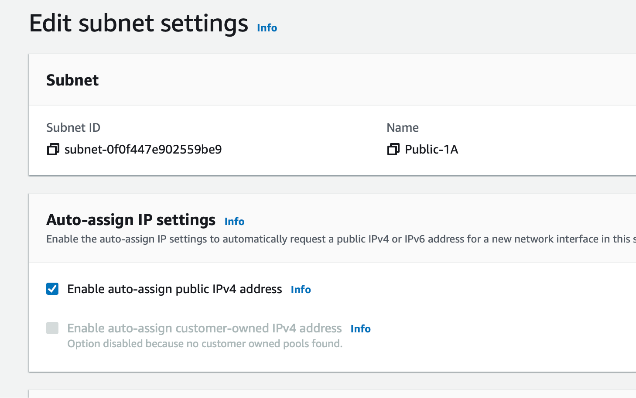 Edit subnet settings Info
Subnet
Subnet ID
Name
subnet-0f0f447e902559be9
Public-1A
Auto-assign IP settings Info
Enable the auto-assign IP settings to automatically request a public IPv4 or IPv6 address for a new network interface in this s
Enable auto-assign public IPv4 address Info
Enable auto-assign customer-owned IPv4 address Info
Option disabled because no customer owned pools found.